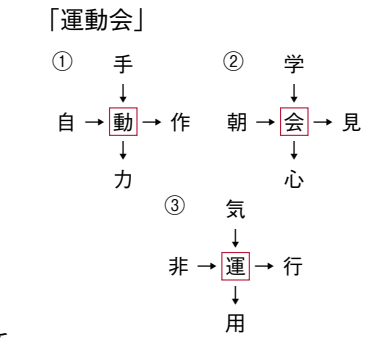 「運動会」
① 手
自 → 動 → 作
力
② 学
朝 → 会 → 見
心
③ 気
非 → 運 → 行
用